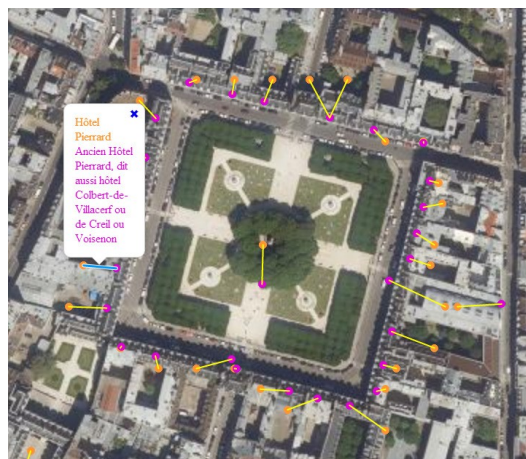 Hôtel
Pierrard
Ancien Hôtel
Pierrard, dit
aussi hôtel
Colbert-de-
Villacerf ou
de Creil ou
Voisenon